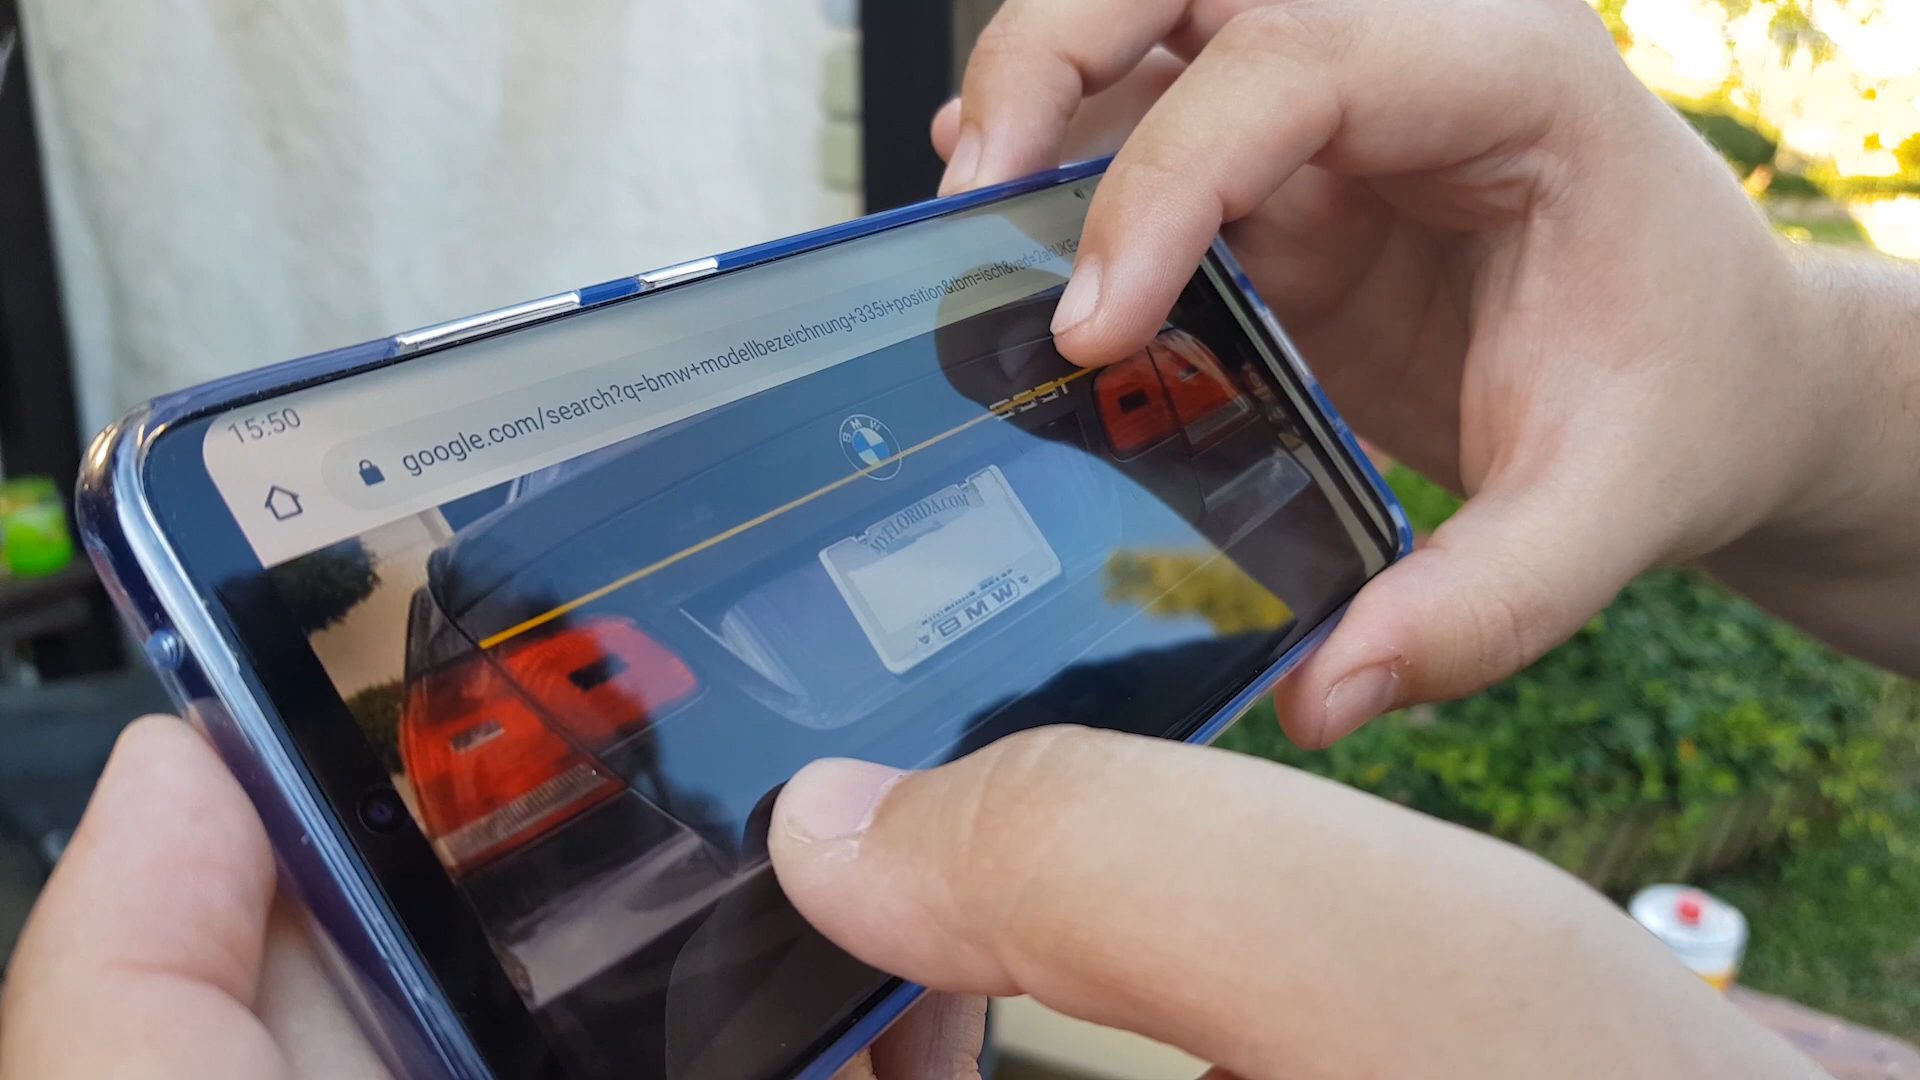 15:50
google.com/search?q=bmw+modellbezeichnung+335i+position&tbm=isch&ved=2ahUKE
BMW
MYFLORIDA.COM
BMW